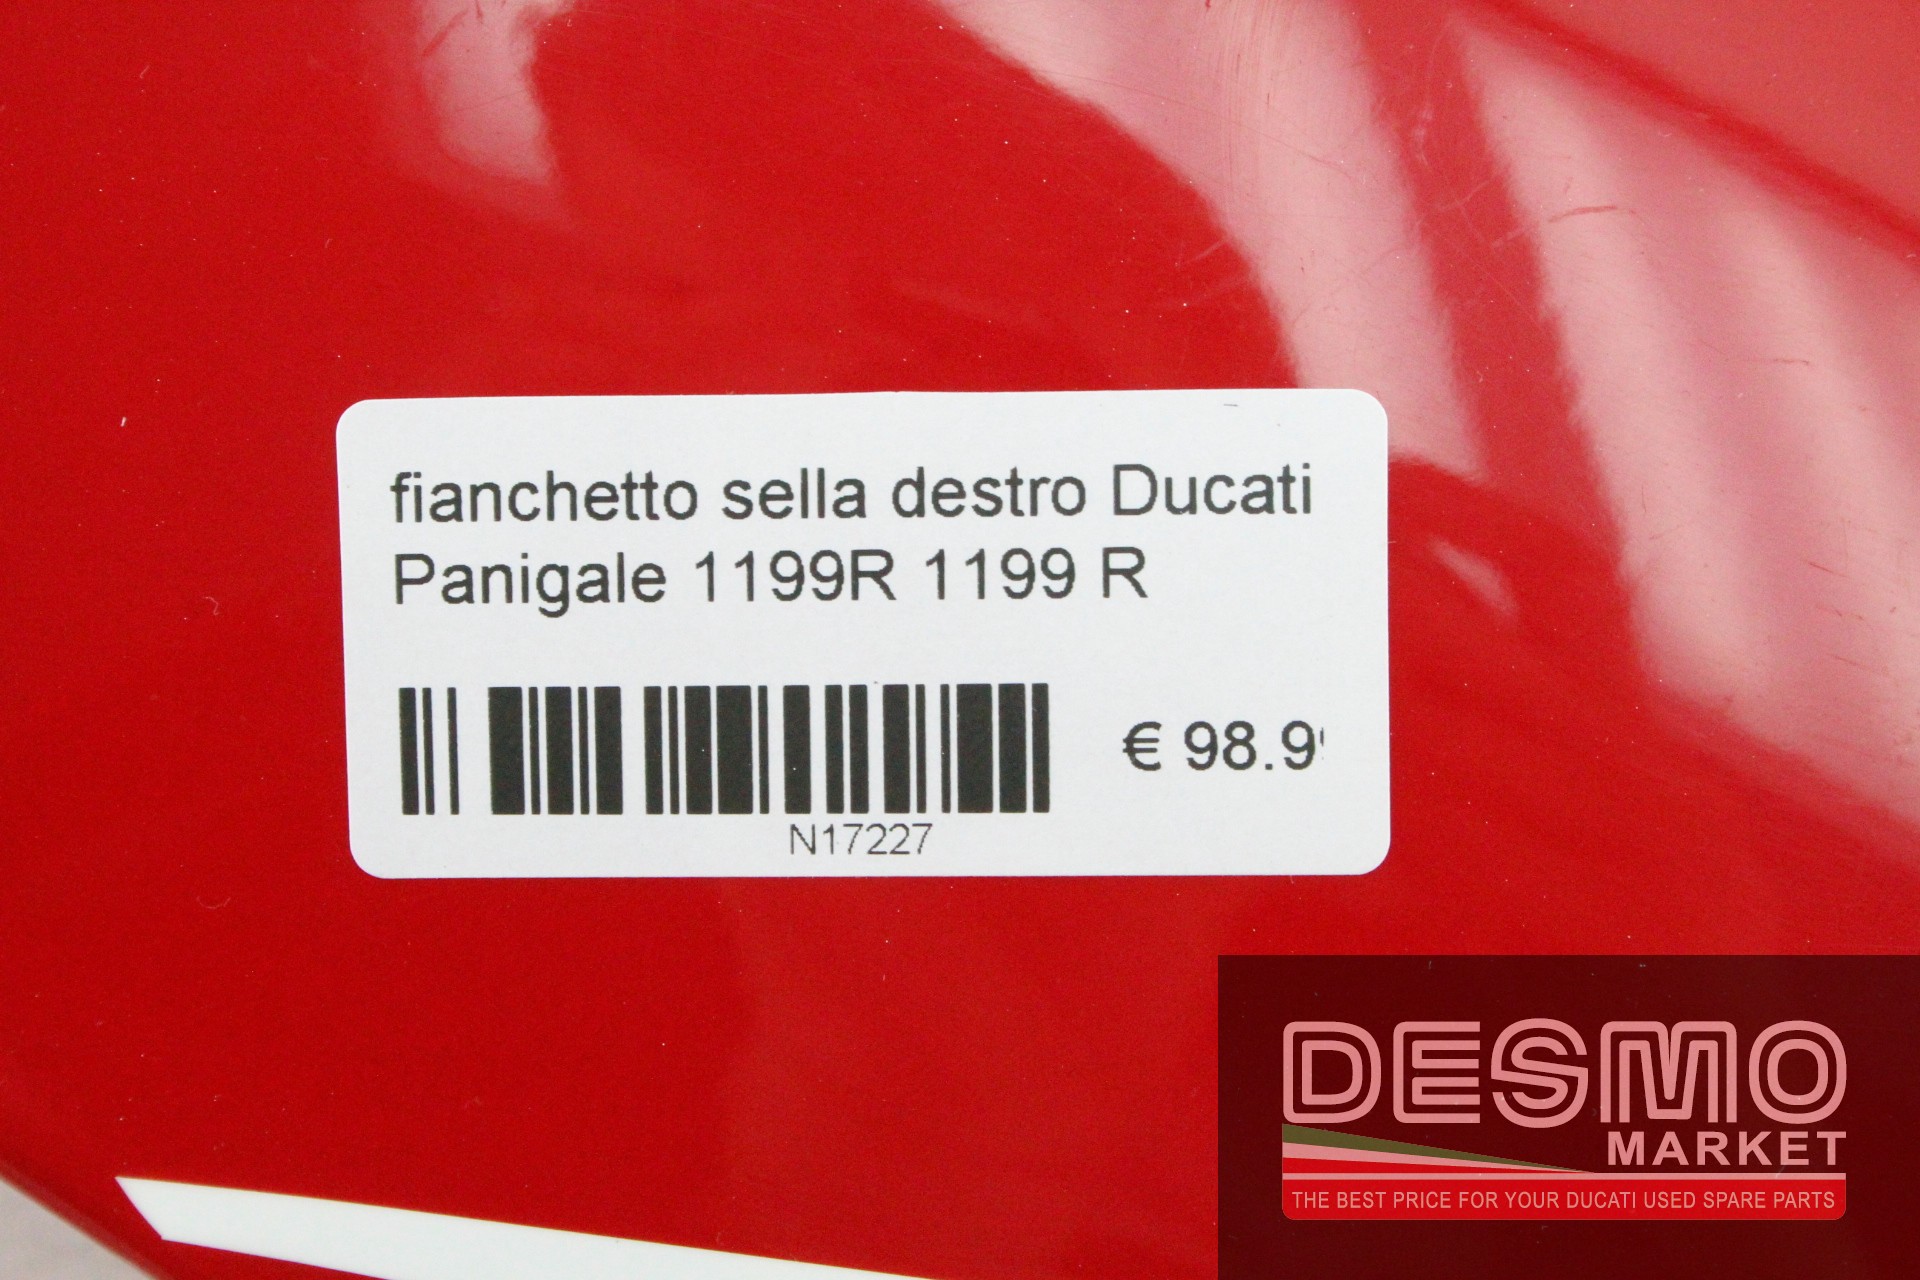 fianchetto sella destro Ducati
Panigale 1199R 1199 R
€ 98.9
N17227
DESMO
MARKET
THE BEST PRICE FOR YOUR DUCATI USED SPARE PARTS